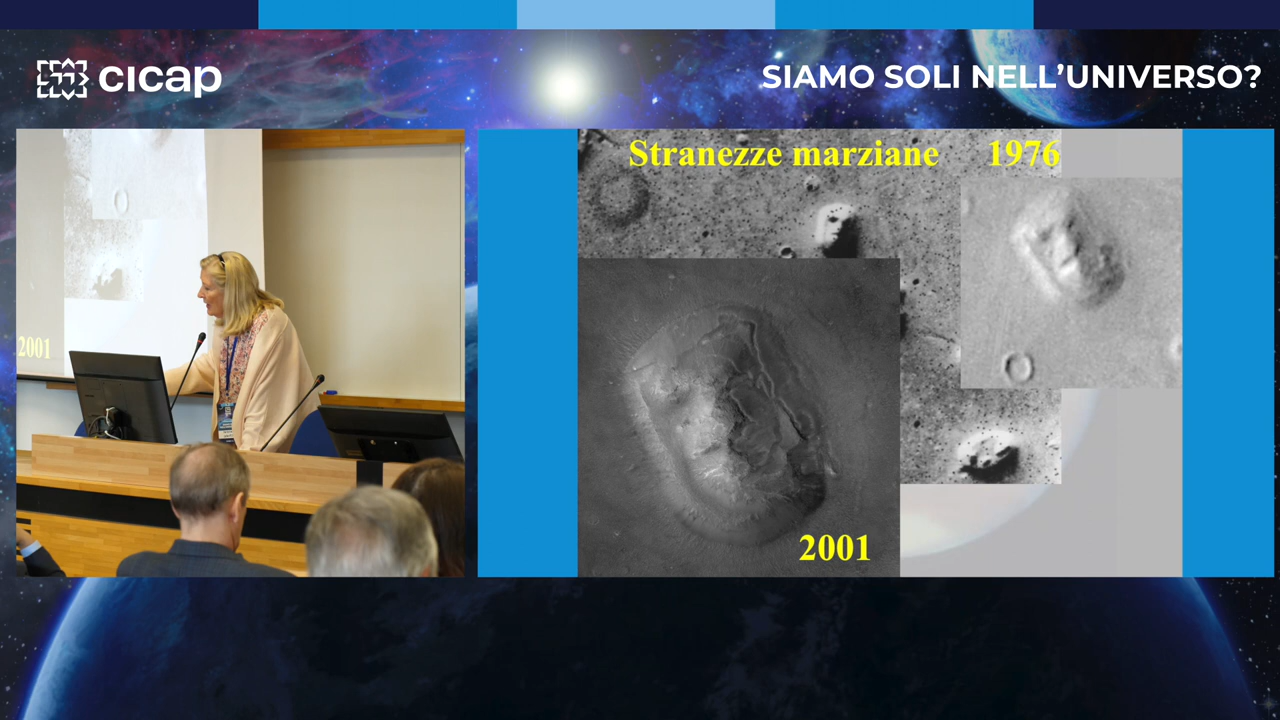 cicap
SIAMO SOLI NELL'UNIVERSO?
2001
Stranezze marziane 1976
2001